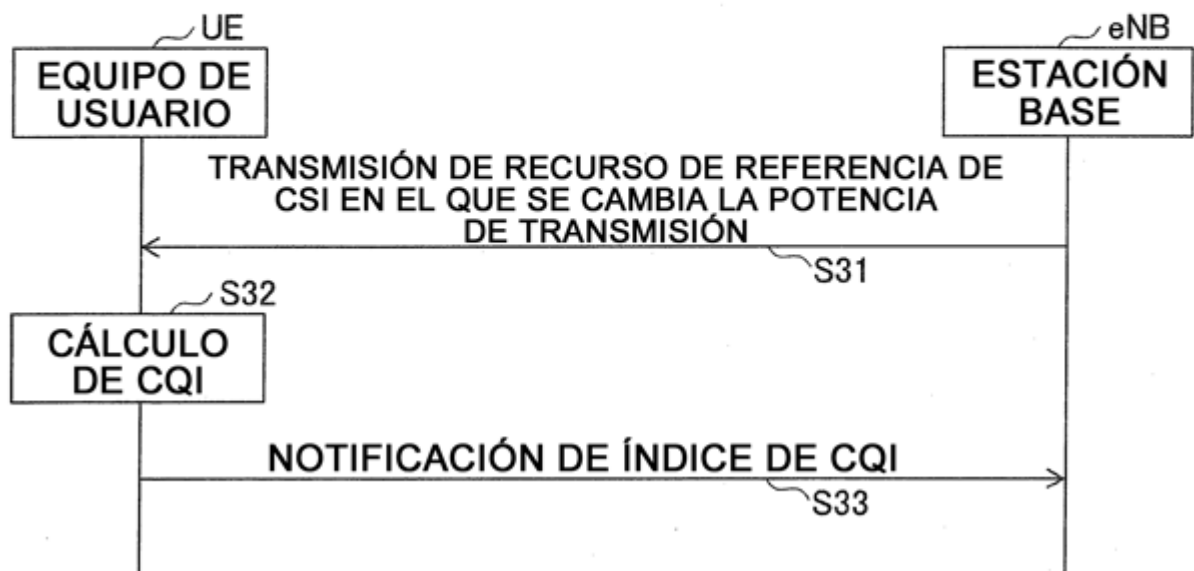 UE
eNB
EQUIPO DE
USUARIO
ESTACIÓN
BASE
TRANSMISIÓN DE RECURSO DE REFERENCIA DE
CSI EN EL QUE SE CAMBIA LA POTENCIA
DE TRANSMISIÓN
S31
S32
CÁLCULO
DE CQI
NOTIFICACIÓN DE ÍNDICE DE CQI
S33